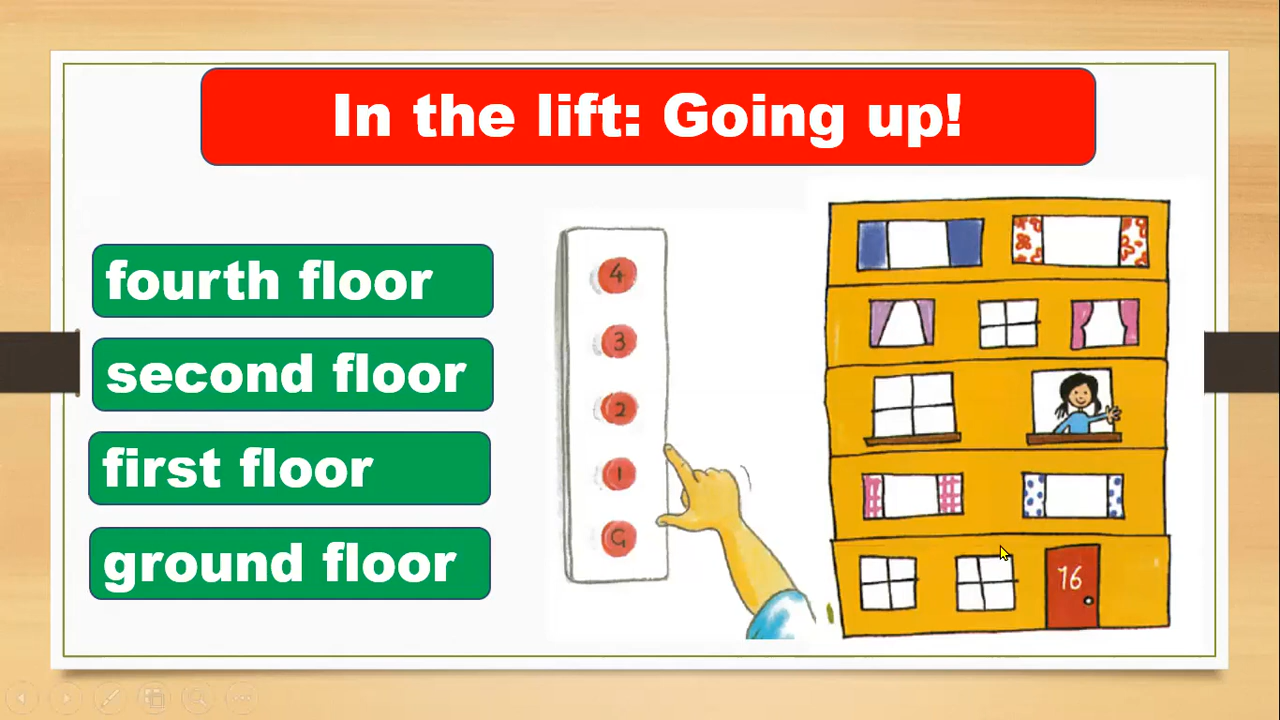 In the lift: Going up!
fourth floor
second floor
first floor
ground floor
4
3
2
1
G
16